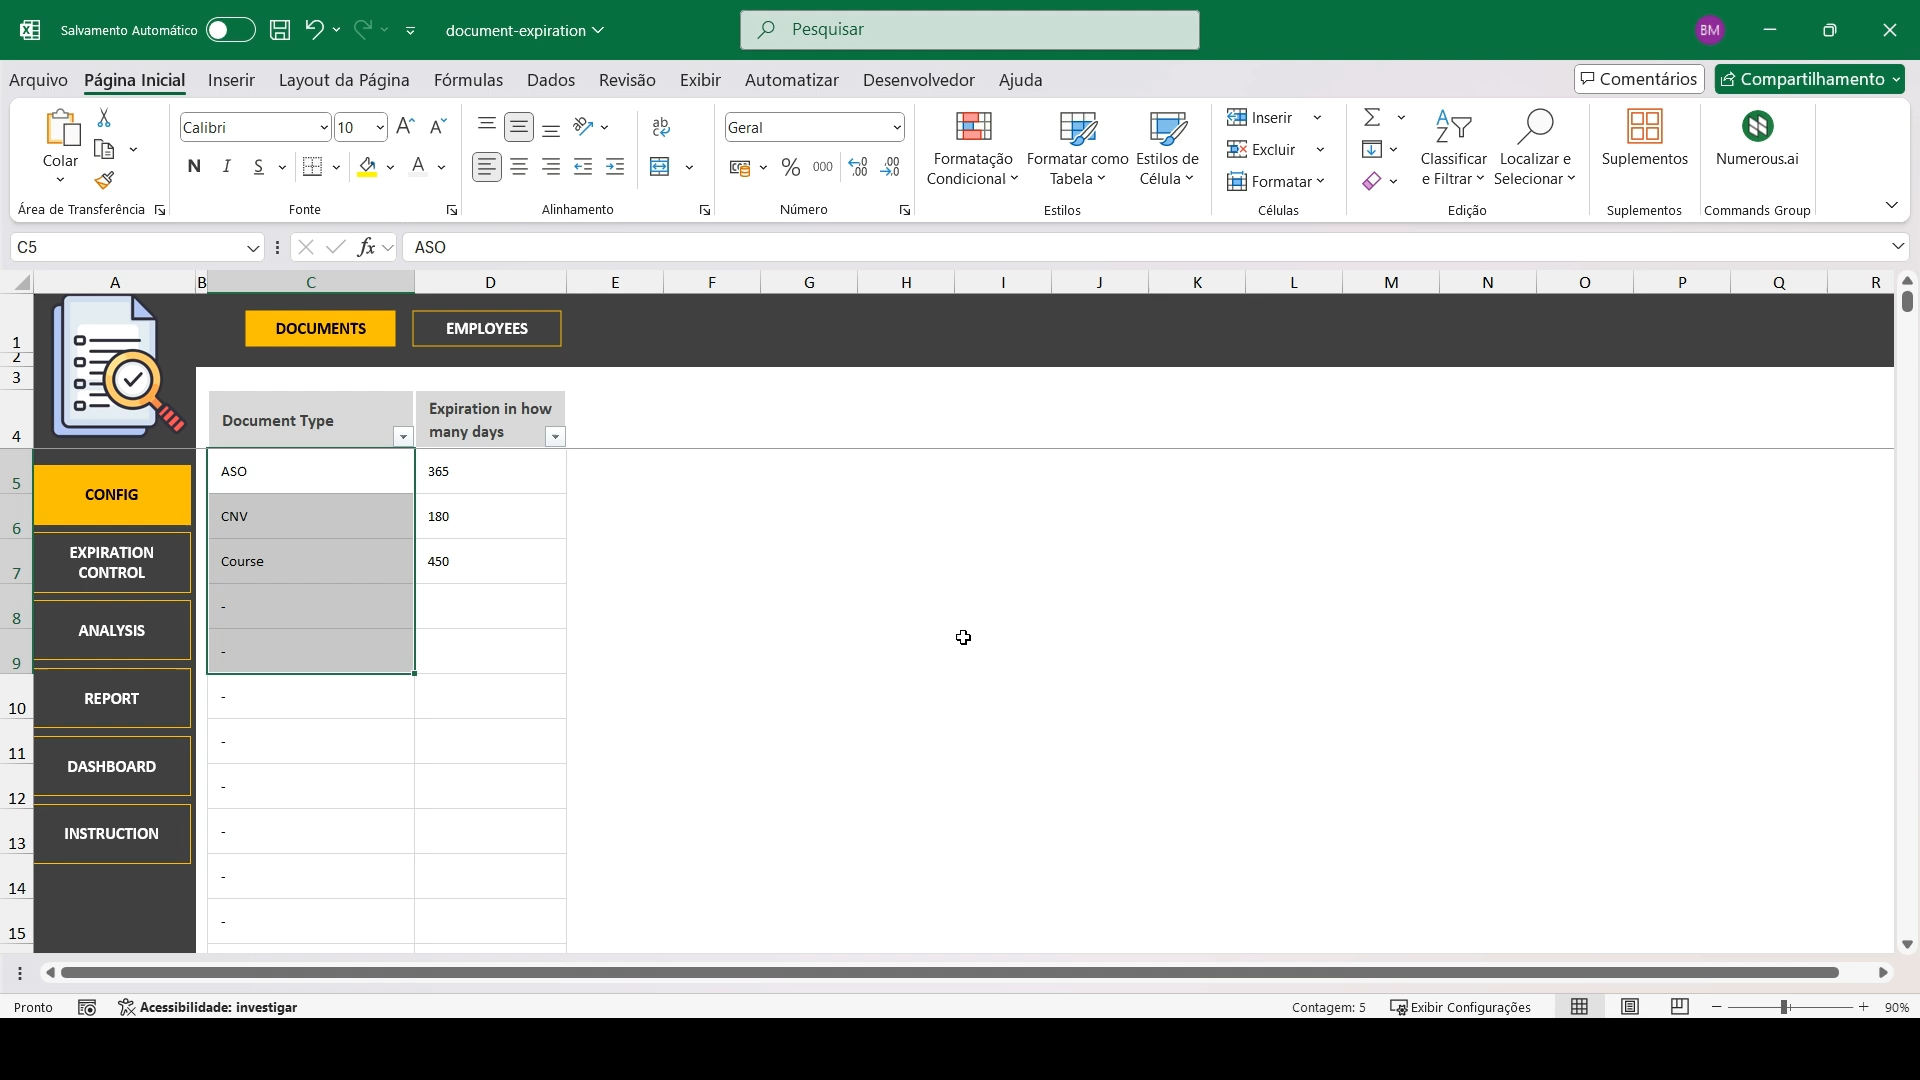 Salvamento Automático
document-expiration
Pesquisar
BM
Arquivo Página Inicial Inserir Layout da Página Fórmulas Dados Revisão Exibir Automatizar Desenvolvedor Ajuda
Comentários
Compartilhamento
Colar
Área de Transferência
Calibri
10
N I S
A
Fonte
ab
Alinhamento
Geral
% 000
Número
Formatação
Condicional
Formatar como
Tabela
Estilos de
Célula
Estilos
Inserir
Excluir
Formatar
Células
Classificar
e Filtrar
Localizar e
Selecionar
Edição
Suplementos
Suplementos
Numerous.ai
Commands Group
C5
fx
ASO
A B C D E F G H I J K L M N O P Q R
1
2
3
4
5
6
7
8
9
10
11
12
13
14
15
DOCUMENTS
EMPLOYEES
CONFIG
EXPIRATION
CONTROL
ANALYSIS
REPORT
DASHBOARD
INSTRUCTION
Document Type
Expiration in how
many days
ASO 365
CNV 180
Course 450
-
-
-
-
-
-
-
-
Pronto
Acessibilidade: investigar
Contagem: 5
Exibir Configurações
90%